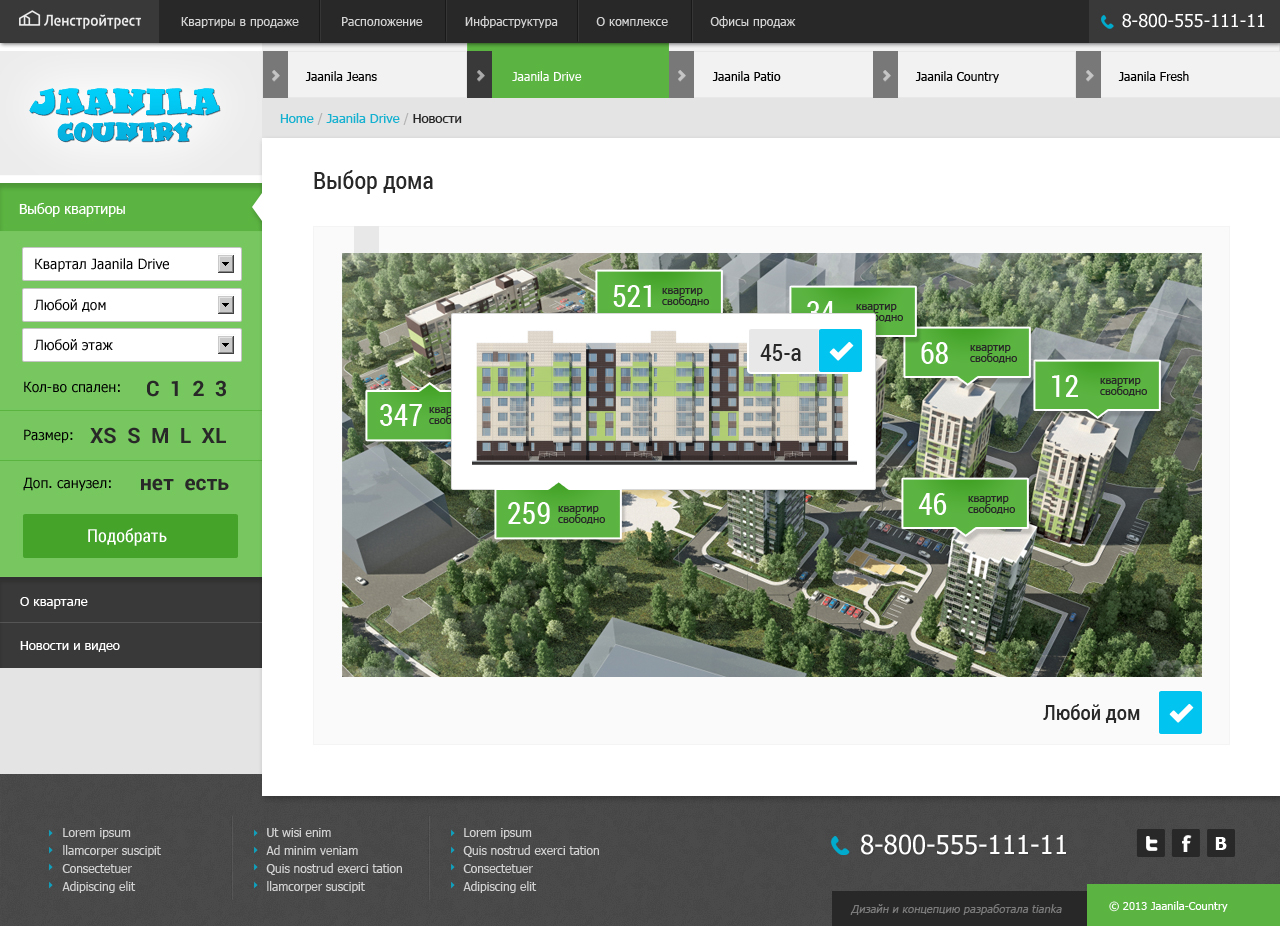 Ленстройтрест
Квартиры в продаже
Расположение
Инфраструктура
О комплексе
Офисы продаж
8-800-555-111-11
JAANILA
COUNTRY
Jaanila Jeans
Jaanila Drive
Jaanila Patio
Jaanila Country
Jaanila Fresh
Home / Jaanila Drive / Новости
Выбор квартиры
Квартал Jaanila Drive
Любой дом
Любой этаж
Кол-во спален: С 1 2 3
Размер: XS S M L XL
Доп. санузел: нет есть
Подобрать
О квартале
Новости и видео
Выбор дома
521 квартир
свободно
34 квартир
68 квартир
свободно
12 квартир
свободно
45-а
347
259 квартир
свободно
46 квартир
свободно
Любой дом
Lorem ipsum
llamcorper suscipit
Consectetuer
Adipiscing elit
Ut wisi enim
Ad minim veniam
Quis nostrud exerci tation
llamcorper suscipit
Lorem ipsum
Quis nostrud exerci tation
Consectetuer
Adipiscing elit
8-800-555-111-11
Дизайн и концепцию разработала tianka
© 2013 Jaanila-Country